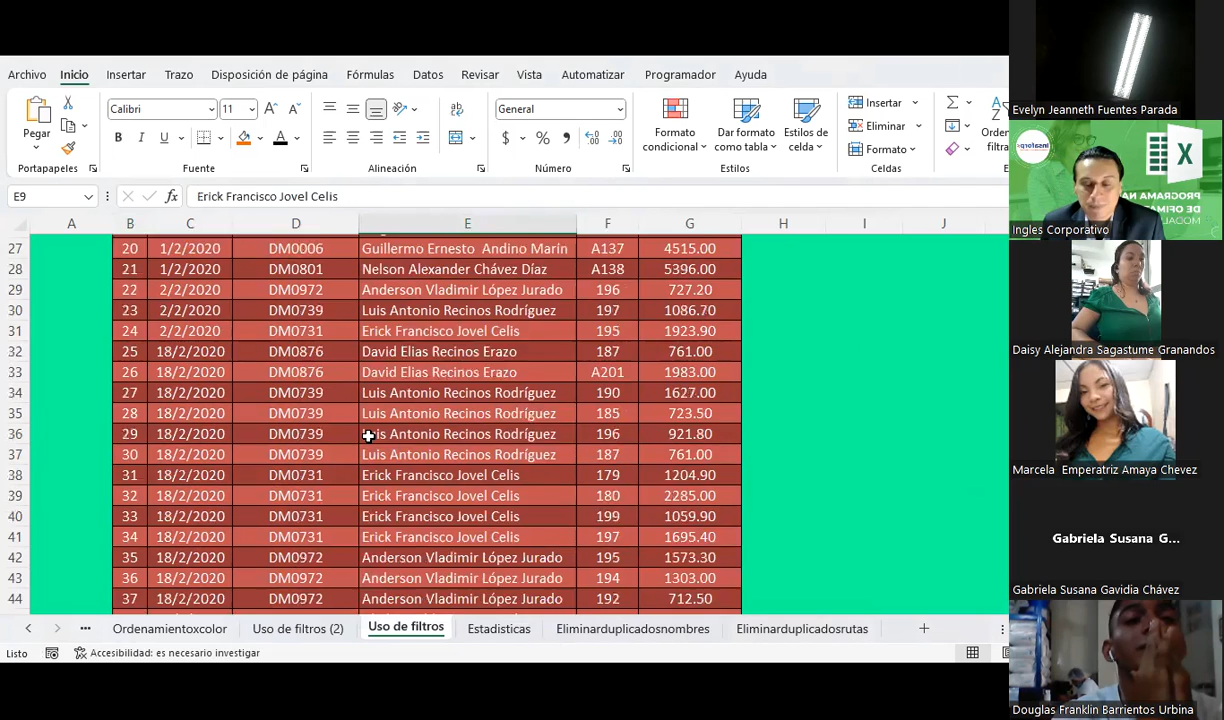 Archivo Inicio Insertar Trazo Disposición de página Fórmulas Datos Revisar Vista Automatizar Programador Ayuda
Calibri 11 General Insertar
Pegar N K S Formato condicional Dar formato como tabla Estilos de celda Eliminar Formato
Portapapeles Fuente Alineación Número Estilos Celdas
E9 fx Erick Francisco Jovel Celis
A B C D E F G H I J
27 20 1/2/2020 DM0006 Guillermo Ernesto Andino Marín A137 4515.00
28 21 1/2/2020 DM0801 Nelson Alexander Chávez Díaz A138 5396.00
29 22 2/2/2020 DM0972 Anderson Vladimir López Jurado 196 727.20
30 23 2/2/2020 DM0739 Luis Antonio Recinos Rodríguez 197 1086.70
31 24 2/2/2020 DM0731 Erick Francisco Jovel Celis 195 1923.90
32 25 18/2/2020 DM0876 David Elias Recinos Erazo 187 761.00
33 26 18/2/2020 DM0876 David Elias Recinos Erazo A201 1983.00
34 27 18/2/2020 DM0739 Luis Antonio Recinos Rodríguez 190 1627.00
35 28 18/2/2020 DM0739 Luis Antonio Recinos Rodríguez 185 723.50
36 29 18/2/2020 DM0739 Luis Antonio Recinos Rodríguez 196 921.80
37 30 18/2/2020 DM0739 Luis Antonio Recinos Rodríguez 187 761.00
38 31 18/2/2020 DM0731 Erick Francisco Jovel Celis 179 1204.90
39 32 18/2/2020 DM0731 Erick Francisco Jovel Celis 180 2285.00
40 33 18/2/2020 DM0731 Erick Francisco Jovel Celis 199 1059.90
41 34 18/2/2020 DM0731 Erick Francisco Jovel Celis 197 1695.40
42 35 18/2/2020 DM0972 Anderson Vladimir López Jurado 195 1573.30
43 36 18/2/2020 DM0972 Anderson Vladimir López Jurado 194 1303.00
44 37 18/2/2020 DM0972 Anderson Vladimir López Jurado 192 712.50
Ordenamientoxcolor Uso de filtros (2) Uso de filtros Estadisticas Eliminarduplicadosnombres Eliminarduplicadosrutas
Listo Accesibilidad: es necesario investigar
Evelyn Jeanneth Fuentes Parada
insaforp
PROGRAMA NA
DE OFIMÁT
MODAL
Ingles Corporativo
Daisy Alejandra Sagastume Granados
Marcela Emperatriz Amaya Chevez
Gabriela Susana G...
Gabriela Susana Gavidia Chávez
Douglas Franklin Barrientos Urbina